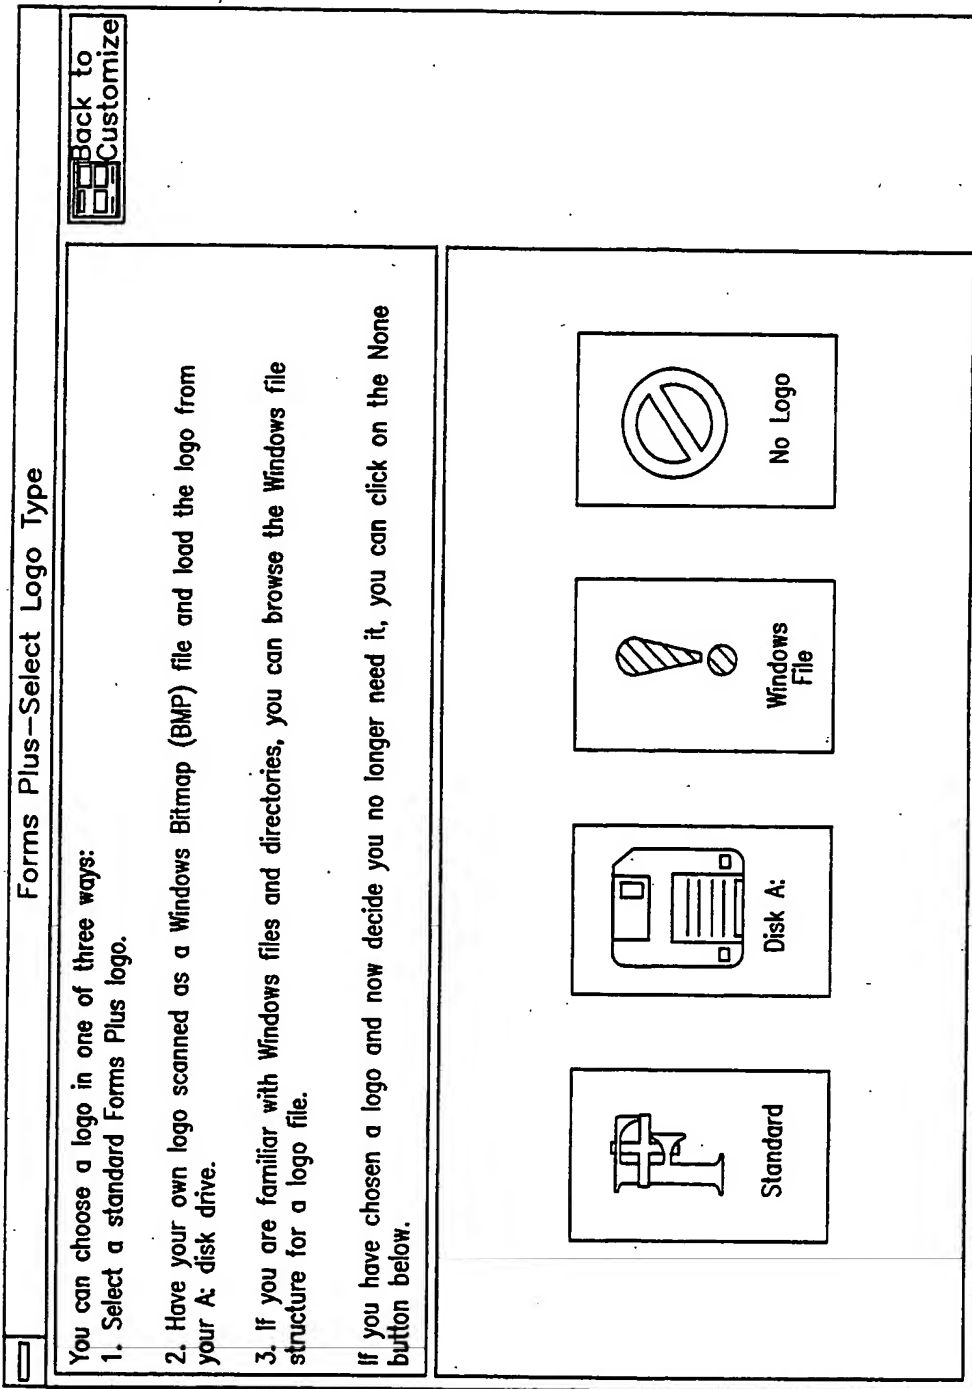 Forms Plus–Select Logo Type
Back to
Customize
You can choose a logo in one of three ways:
1. Select a standard Forms Plus logo.
2. Have your own logo scanned as a Windows Bitmap (BMP) file and load the logo from
your A: disk drive.
3. If you are familiar with Windows files and directories, you can browse the Windows file
structure for a logo file.
If you have chosen a logo and now decide you no longer need it, you can click on the None
button below.
Standard
Disk A:
Windows
File
No Logo